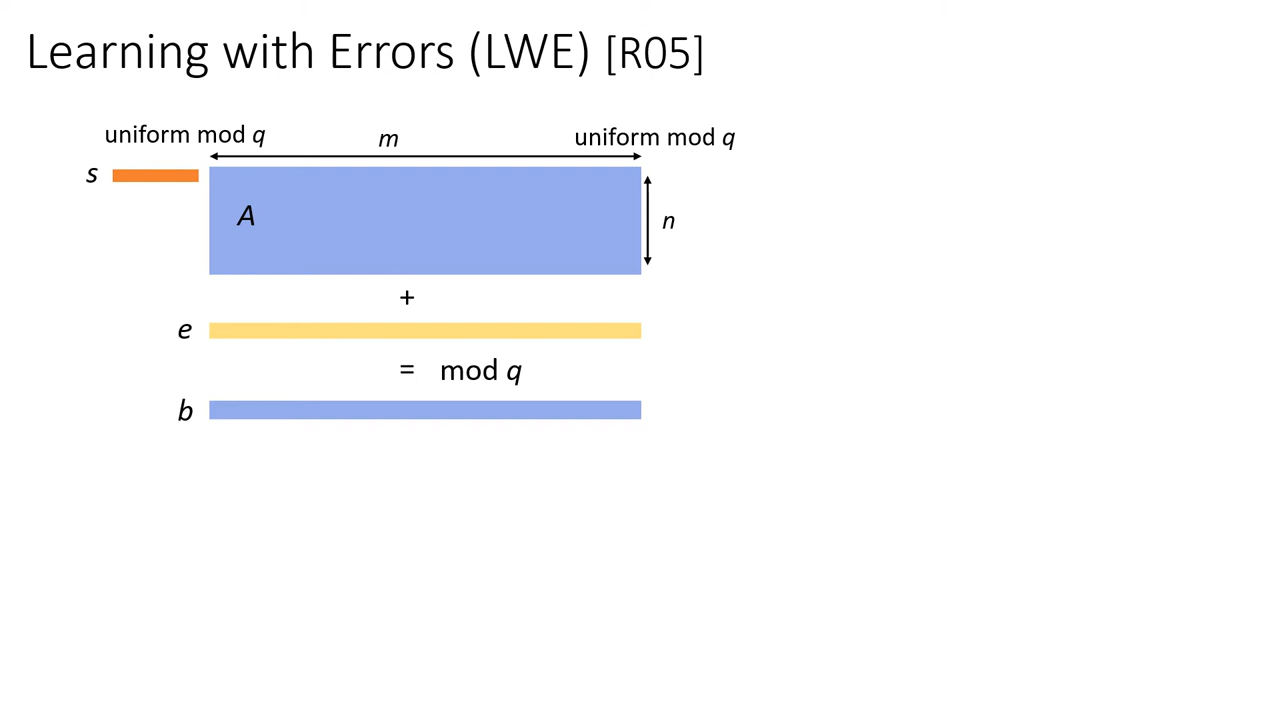 Learning with Errors (LWE) [R05]
uniform mod q
m
uniform mod q
s
A
n
+
e
= mod q
b